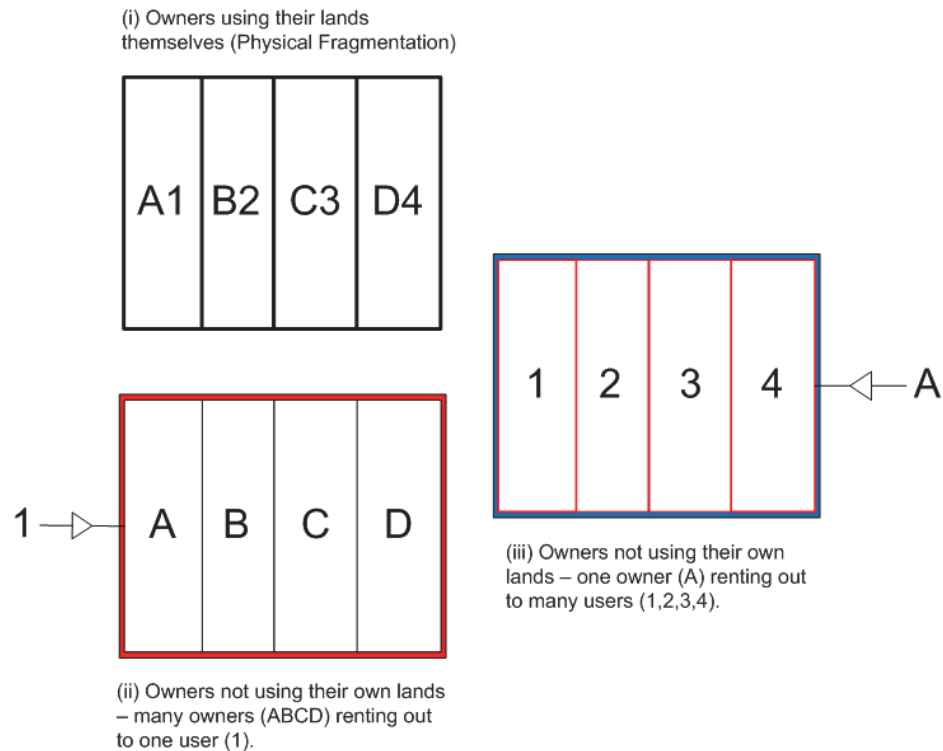 (i) Owners using their lands
themselves (Physical Fragmentation)
A1 B2 C3 D4
1 2 3 4 A
1 A B C D
(iii) Owners not using their own
lands – one owner (A) renting out
to many users (1,2,3,4).
(ii) Owners not using their own lands
– many owners (ABCD) renting out
to one user (1).